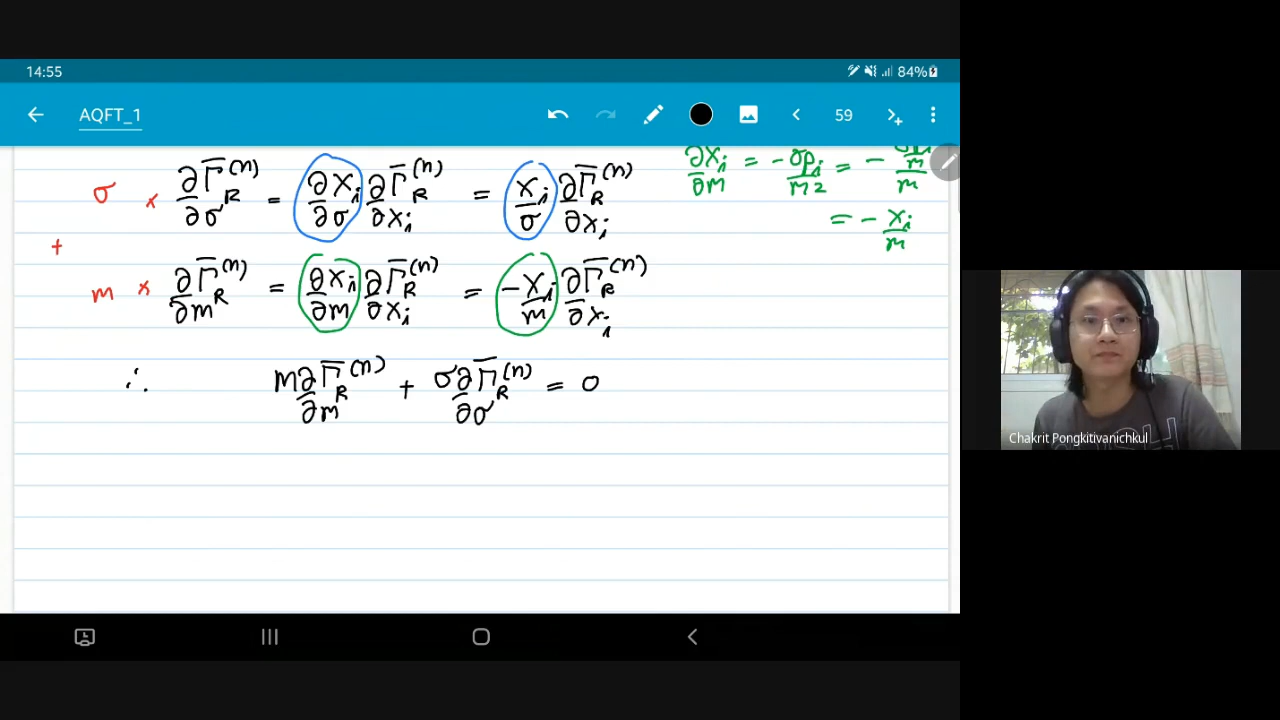 14:55 84%
AQFT_1 59
σ × ∂Γ̅_R^(n)/∂σ = ∂x_i/∂σ ∂Γ̅_R^(n)/∂x_i = x_i/σ ∂Γ̅_R^(n)/∂x_i
∂x_i/∂m = -σp_i/m2 = -
= -x_i/m
+
m × ∂Γ̅_R^(n)/∂m = ∂x_i/∂m ∂Γ̅_R^(n)/∂x_i = -x_i/m ∂Γ̅_R^(n)/∂x_i
∴ m∂Γ̅_R^(n)/∂m + σ∂Γ̅_R^(n)/∂σ = 0
Chakrit Pongkitivanichkul